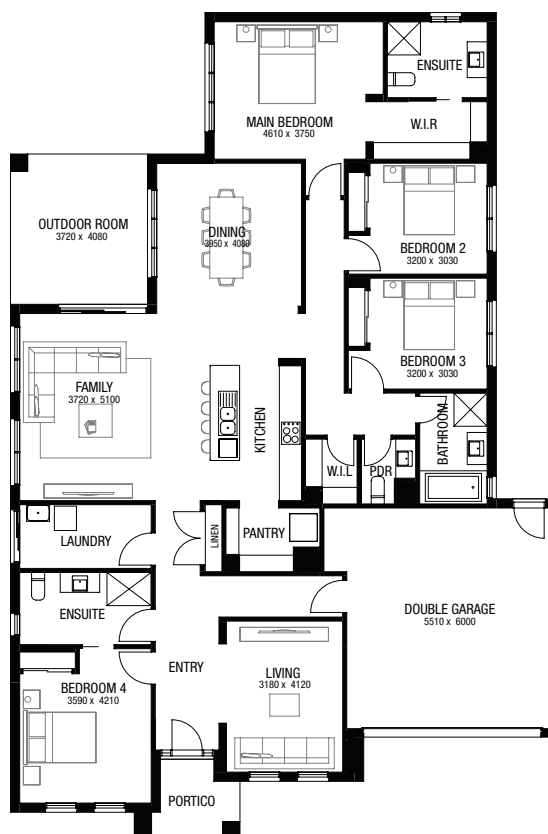 ENSUITE
MAIN BEDROOM
4610 x 3750
W.I.R
OUTDOOR ROOM
3720 x 4080
DINING
3950 x 4080
BEDROOM 2
3200 x 3030
BEDROOM 3
3200 x 3030
FAMILY
3720 x 5100
KITCHEN
BATHROOM
W.I.L
PDR
LAUNDRY
LINEN
PANTRY
ENSUITE
DOUBLE GARAGE
5510 x 6000
ENTRY
LIVING
3180 x 4120
BEDROOM 4
3590 x 4210
PORTICO